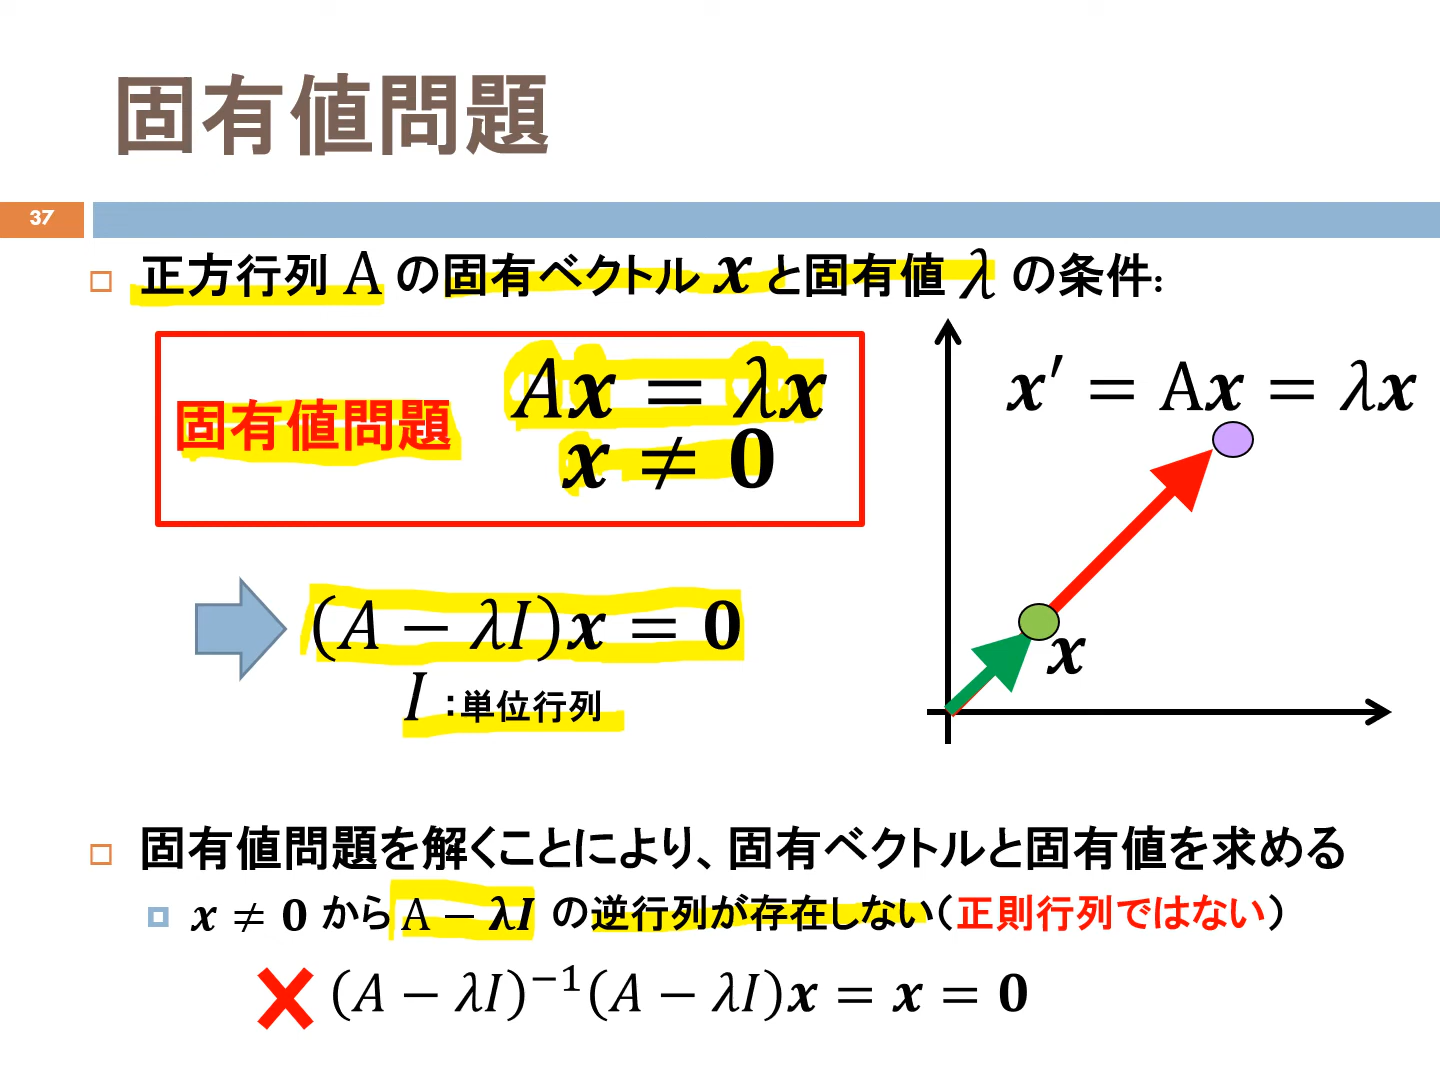 固有値問題
37
正方行列 A の固有ベクトル x と固有値 λ の条件:
固有値問題
Ax = λx
x ≠ 0
x′ = Ax = λx
x
(A − λI)x = 0
I :単位行列
固有値問題を解くことにより、固有ベクトルと固有値を求める
x ≠ 0 から A − λI の逆行列が存在しない(正則行列ではない)
(A − λI)⁻¹(A − λI)x = x = 0